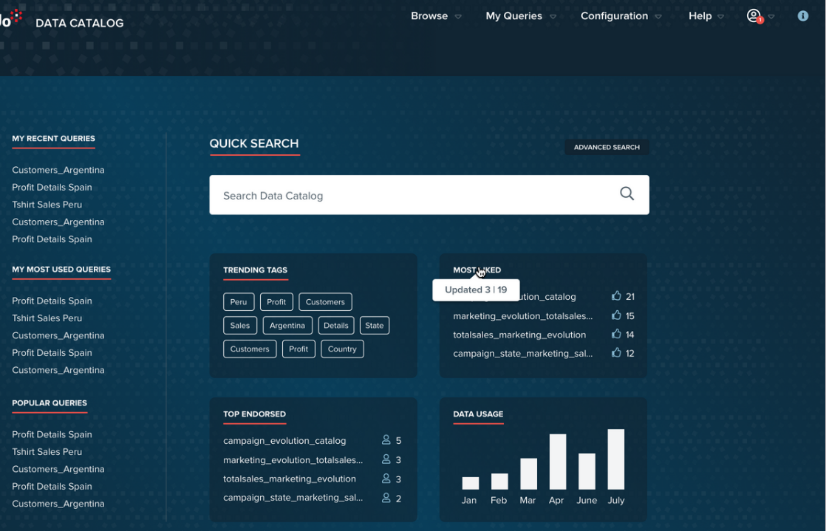 DATA CATALOG
Browse
My Queries
Configuration
Help
MY RECENT QUERIES
Customers_Argentina
Profit Details Spain
Tshirt Sales Peru
Customers_Argentina
Profit Details Spain
MY MOST USED QUERIES
Profit Details Spain
Tshirt Sales Peru
Customers_Argentina
Profit Details Spain
Customers_Argentina
POPULAR QUERIES
Profit Details Spain
Tshirt Sales Peru
Customers_Argentina
Profit Details Spain
Customers_Argentina
QUICK SEARCH
ADVANCED SEARCH
Search Data Catalog
TRENDING TAGS
Peru Profit Customers
Sales Argentina Details State
Customers Profit Country
MOST LIKED
Updated 3 | 19
ution_catalog 21
marketing_evolution_totalsales... 15
totalsales_marketing_evolution 14
campaign_state_marketing_sal... 12
TOP ENDORSED
campaign_evolution_catalog 5
marketing_evolution_totalsales... 3
totalsales_marketing_evolution 3
campaign_state_marketing_sal... 2
DATA USAGE
Jan Feb Mar Apr June July